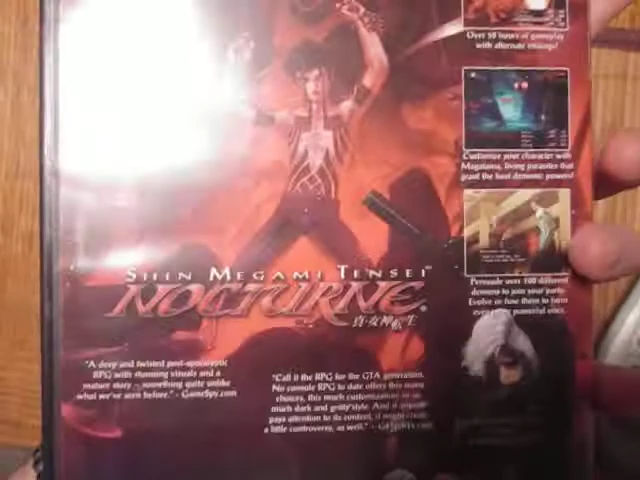 Over 50 hours of gameplay
with alternate endings!
Customize your character with
Magatama, living parasites that
grant the host demonic powers!
Persuade over 100 different
demons to join your party.
Evolve or fuse them to form
even powerful ones.
SHIN MEGAMI TENSEI
NOCTURNE.
真・女神転生
"A deep and twisted post-apocalyptic
RPG with stunning visuals and a
mature story – something quite unlike
what we've seen before." - GameSpy.com
"Call it the RPG for the GTA generation.
No console RPG to date offers this many
choices, this much customization or as
much dark and gritty style. And if anyone
pays attention to its content, it might create
a little controversy, as well." -